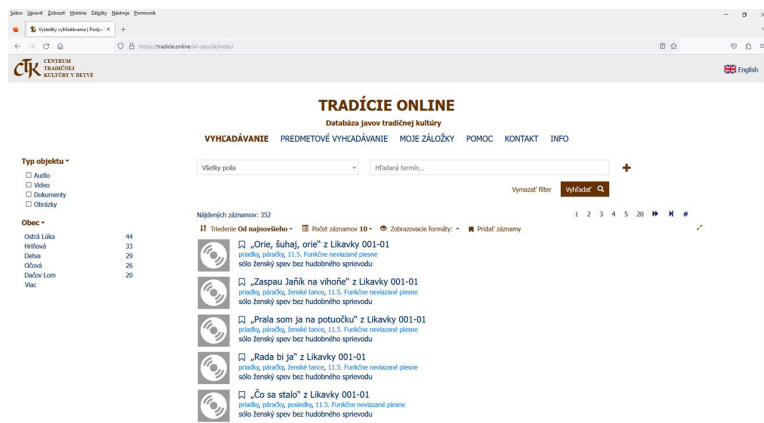 Súbor Upraviť Zobraziť História Záložky Nástroje Pomocník
Výsledky vyhľadávania | Podpo
https://tradicie.online/arl-pos/sk/index/
CTK CENTRUM
TRADIČNEJ
KULTÚRY V DETVE
English
TRADÍCIE ONLINE
Databáza javov tradičnej kultúry
VYHĽADÁVANIE PREDMETOVÉ VYHĽADÁVANIE MOJE ZÁLOŽKY POMOC KONTAKT INFO
Typ objektu
Audio
Video
Dokumenty
Obrázky
Obec
Ostrá Lúka 44
Hriňová 33
Detva 29
Očová 26
Dačov Lom 20
Viac
Všetky polia
Hľadaný termín...
Vymazať filter Vyhľadať
Nájdených záznamov: 352
1 2 3 4 5 20 #
Triedenie Od najnovšieho Počet záznamov 10 Zobrazovacie formáty: Pridať záznamy
„Orie, šuhaj, orie" z Likavky 001-01
priadky, páračky, 11.5. Funkčne neviazané piesne
sólo ženský spev bez hudobného sprievodu
„Zaspau Jaňík na vihoňe" z Likavky 001-01
priadky, páračky, ženské tance, 11.5. Funkčne neviazané piesne
sólo ženský spev bez hudobného sprievodu
„Prala som ja na potuočku" z Likavky 001-01
priadky, páračky, ženské tance, 11.5. Funkčne neviazané piesne
sólo ženský spev bez hudobného sprievodu
„Rada bi ja" z Likavky 001-01
priadky, páračky, ženské tance, 11.5. Funkčne neviazané piesne
sólo ženský spev bez hudobného sprievodu
„Čo sa stalo" z Likavky 001-01
priadky, páračky, posiedky, 11.5. Funkčne neviazané piesne
sólo ženský spev bez hudobného sprievodu